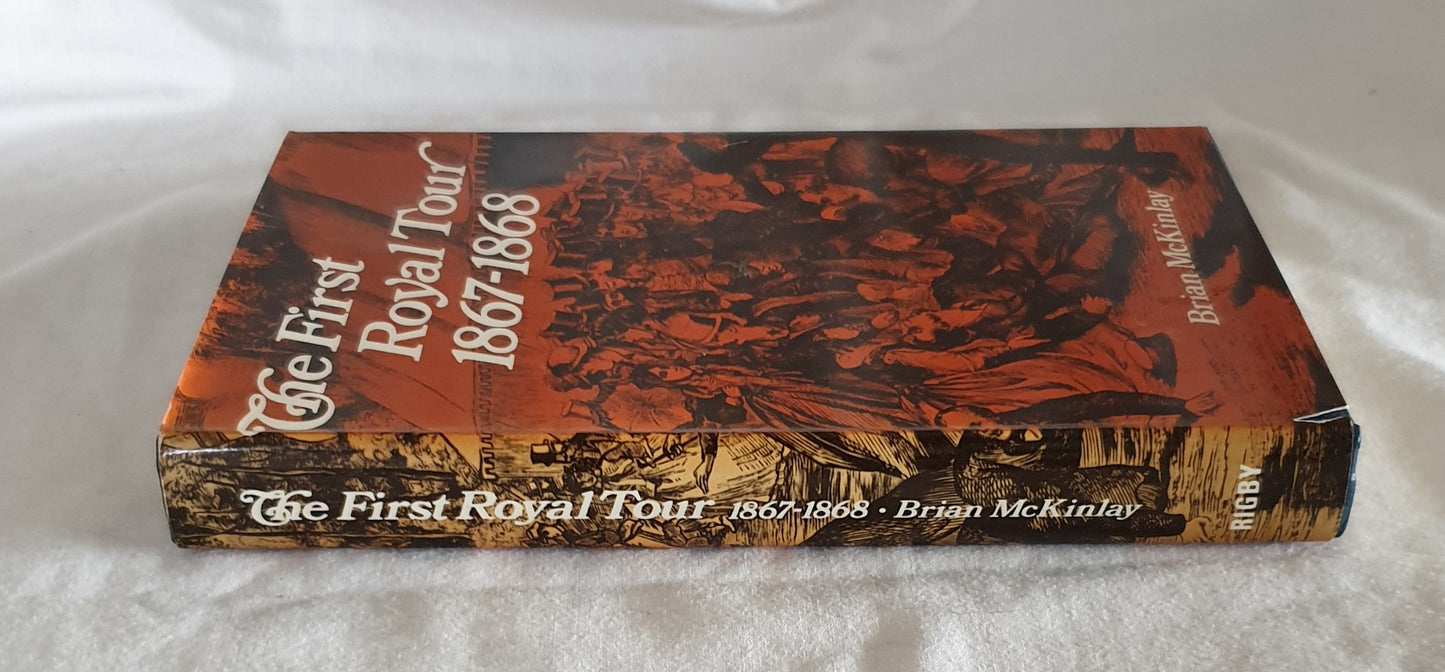 The First
Royal Tour
1867-1868
Brian McKinlay
The First Royal Tour 1867-1868 • Brian McKinlay
RIGBY